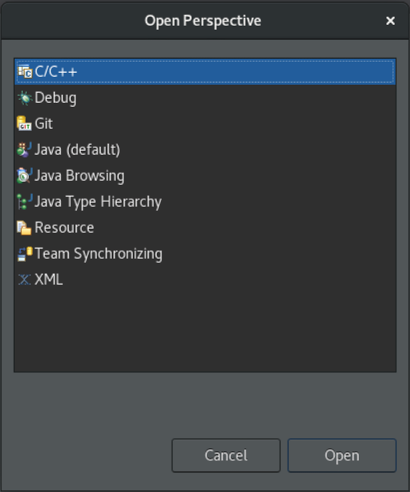 Open Perspective
C/C++
Debug
Git
Java (default)
Java Browsing
Java Type Hierarchy
Resource
Team Synchronizing
XML
Cancel Open